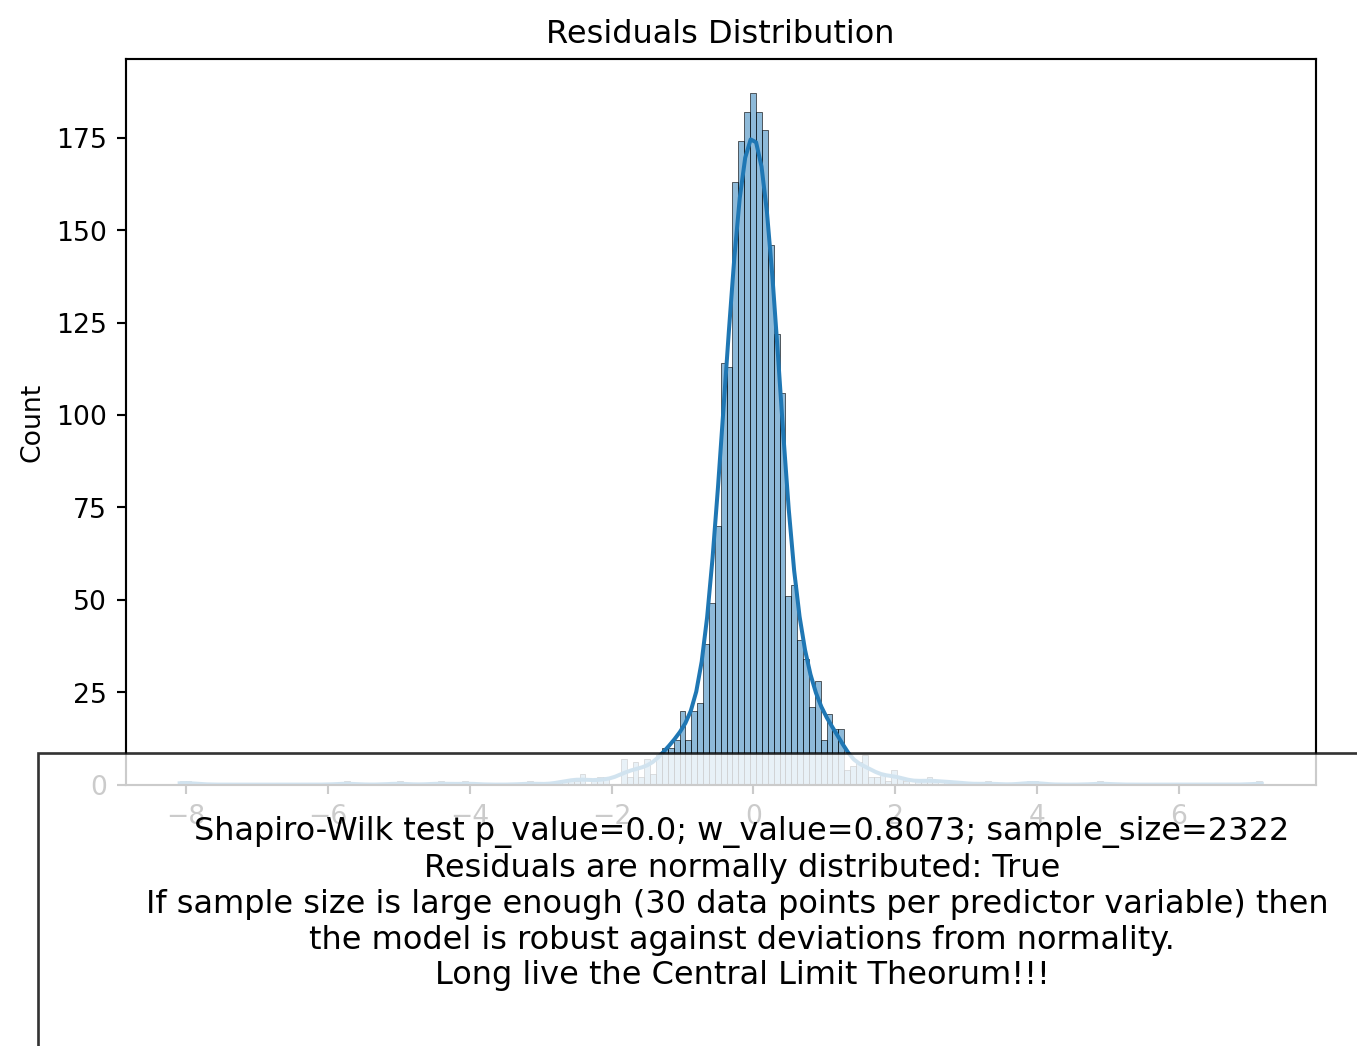 Residuals Distribution
175
150
125
100
75
50
25
0
Count
−8
−6
−4
−2
0
2
4
6
Shapiro-Wilk test p_value=0.0; w_value=0.8073; sample_size=2322
Residuals are normally distributed: True
If sample size is large enough (30 data points per predictor variable) then
the model is robust against deviations from normality.
Long live the Central Limit Theorum!!!